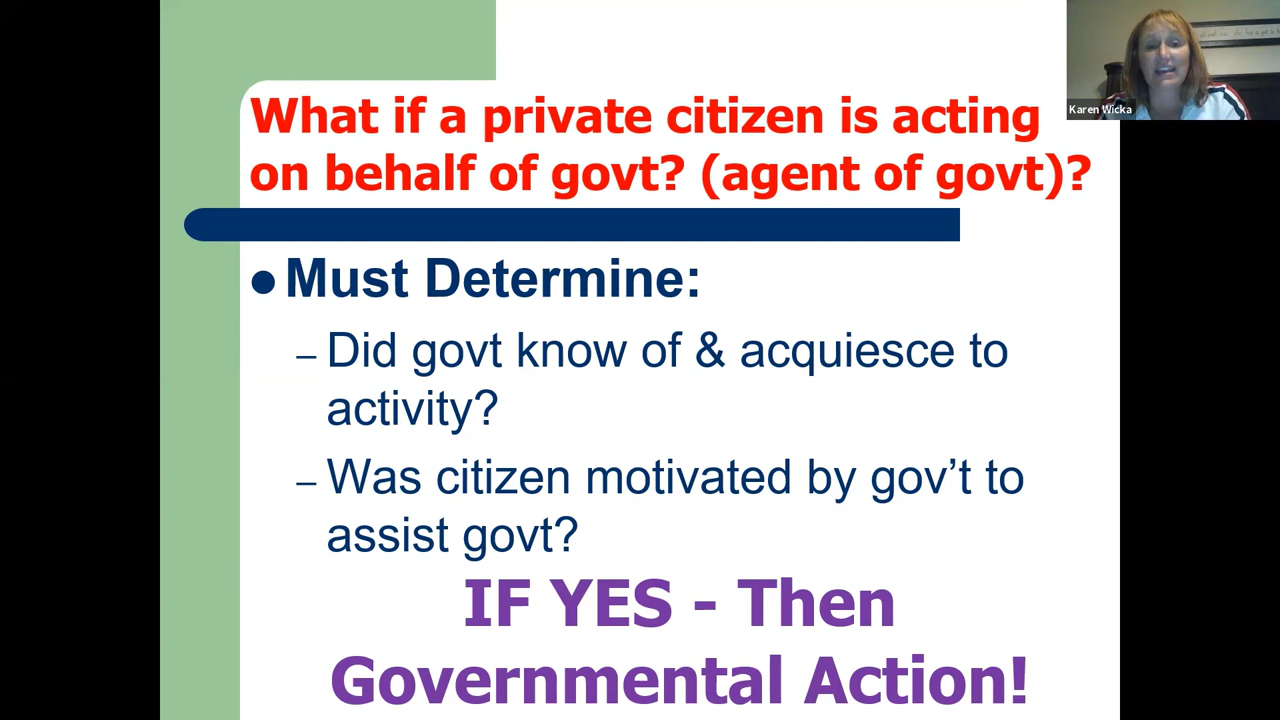 What if a private citizen is acting
on behalf of govt? (agent of govt)?
Karen Wicka
● Must Determine:
– Did govt know of & acquiesce to
activity?
– Was citizen motivated by gov’t to
assist govt?
IF YES - Then
Governmental Action!